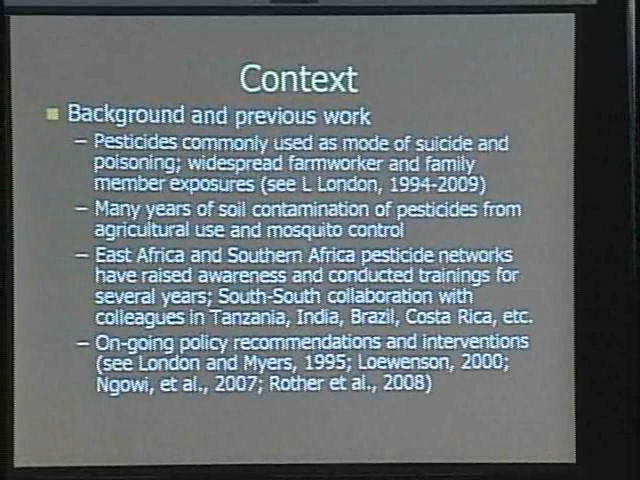 Context
Background and previous work
– Pesticides commonly used as mode of suicide and
poisoning; widespread farmworker and family
member exposures (see L London, 1994-2009)
– Many years of soil contamination of pesticides from
agricultural use and mosquito control
– East Africa and Southern Africa pesticide networks
have raised awareness and conducted trainings for
several years; South-South collaboration with
colleagues in Tanzania, India, Brazil, Costa Rica, etc.
– On-going policy recommendations and interventions
(see London and Myers, 1995; Loewenson, 2000;
Ngowi, et al., 2007; Rother et al., 2008)